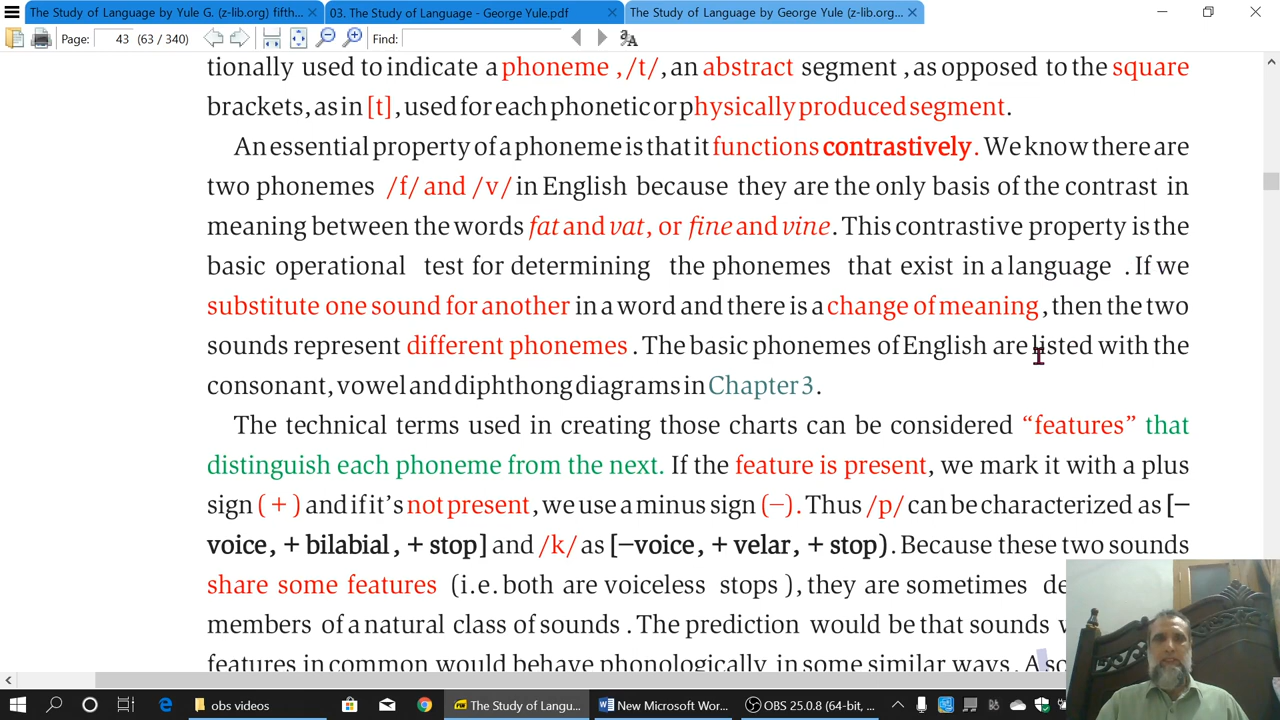 The Study of Language by Yule G. (z-lib.org) fifth...
03. The Study of Language - George Yule.pdf
The Study of Language by George Yule (z-lib.org...
Page: 43 (63 / 340) Find:
tionally used to indicate a phoneme , /t/, an abstract segment , as opposed to the square
brackets, as in [t] , used for each phonetic or physically produced segment.
An essential property of a phoneme is that it functions contrastively. We know there are
two phonemes /f/ and /v/ in English because they are the only basis of the contrast in
meaning between the words fat and vat, or fine and vine. This contrastive property is the
basic operational test for determining the phonemes that exist in a language . If we
substitute one sound for another in a word and there is a change of meaning , then the two
sounds represent different phonemes . The basic phonemes of English are listed with the
consonant, vowel and diphthong diagrams in Chapter 3.
The technical terms used in creating those charts can be considered “features” that
distinguish each phoneme from the next. If the feature is present, we mark it with a plus
sign ( + ) and if it’s not present , we use a minus sign (−). Thus /p/ can be characterized as [−
voice, + bilabial, + stop] and /k/ as [−voice, + velar, + stop). Because these two sounds
share some features (i.e. both are voiceless stops ), they are sometimes de
members of a natural class of sounds . The prediction would be that sounds
features in common would behave phonologically in some similar ways . A
obs videos
The Study of Langu...
New Microsoft Wor...
OBS 25.0.8 (64-bit, ...